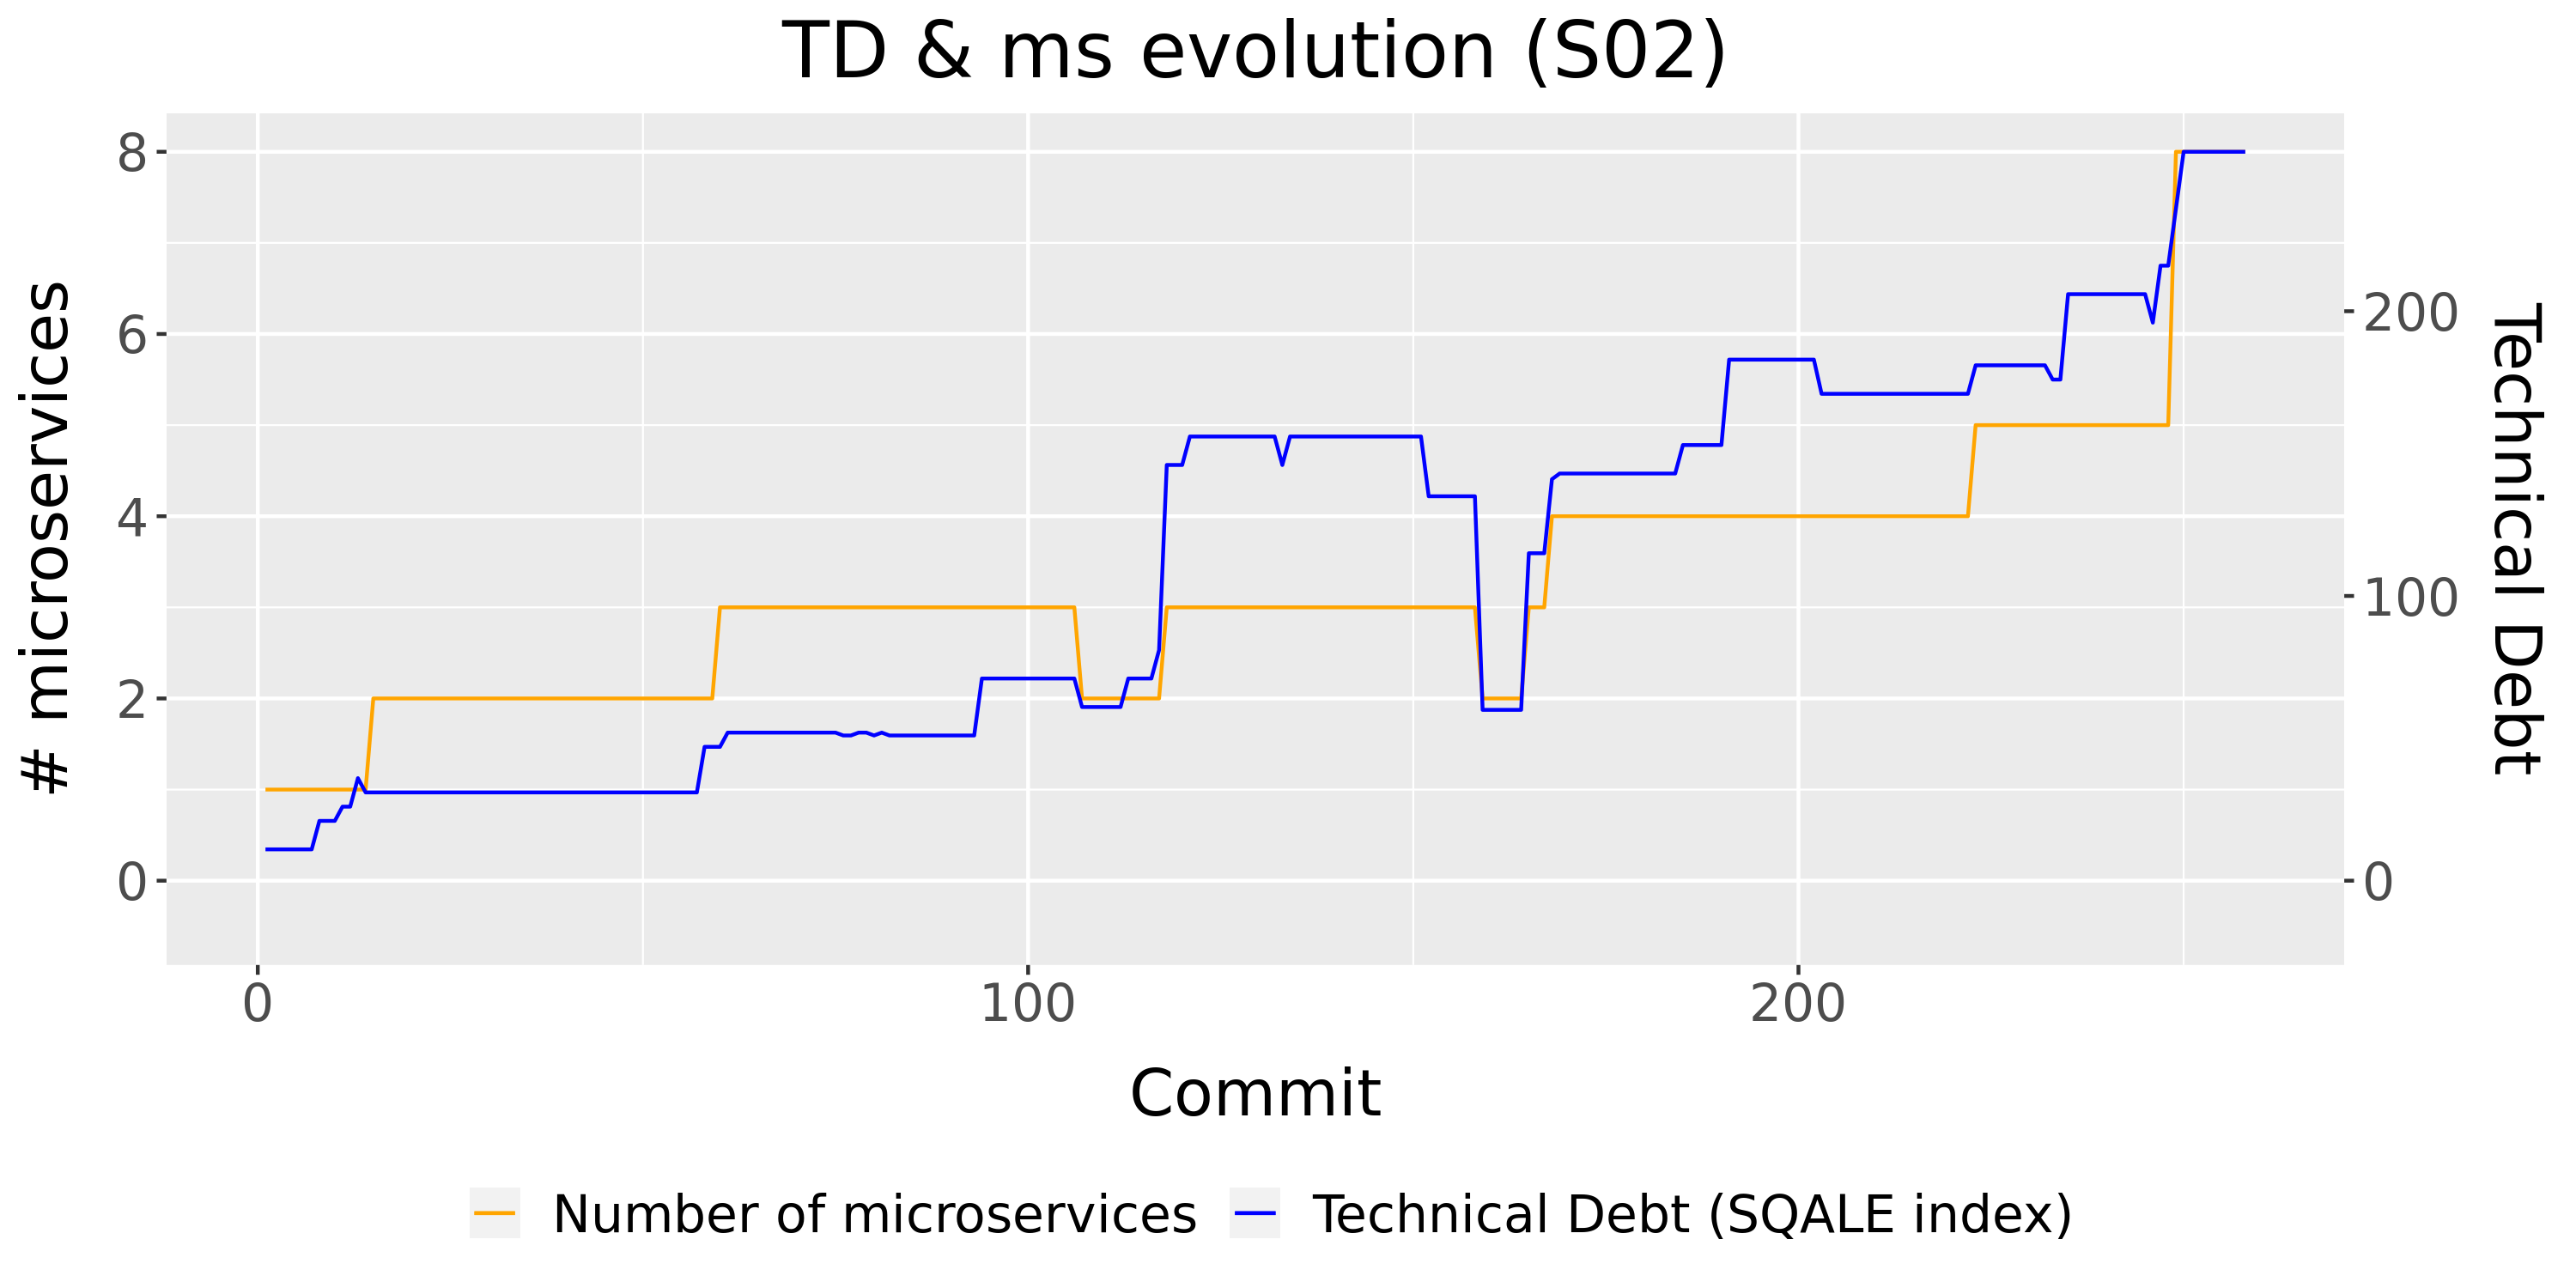 TD & ms evolution (S02)
# microservices
8
6
4
2
0
200
100
0
Technical Debt
0
100
200
Commit
Number of microservices
Technical Debt (SQALE index)